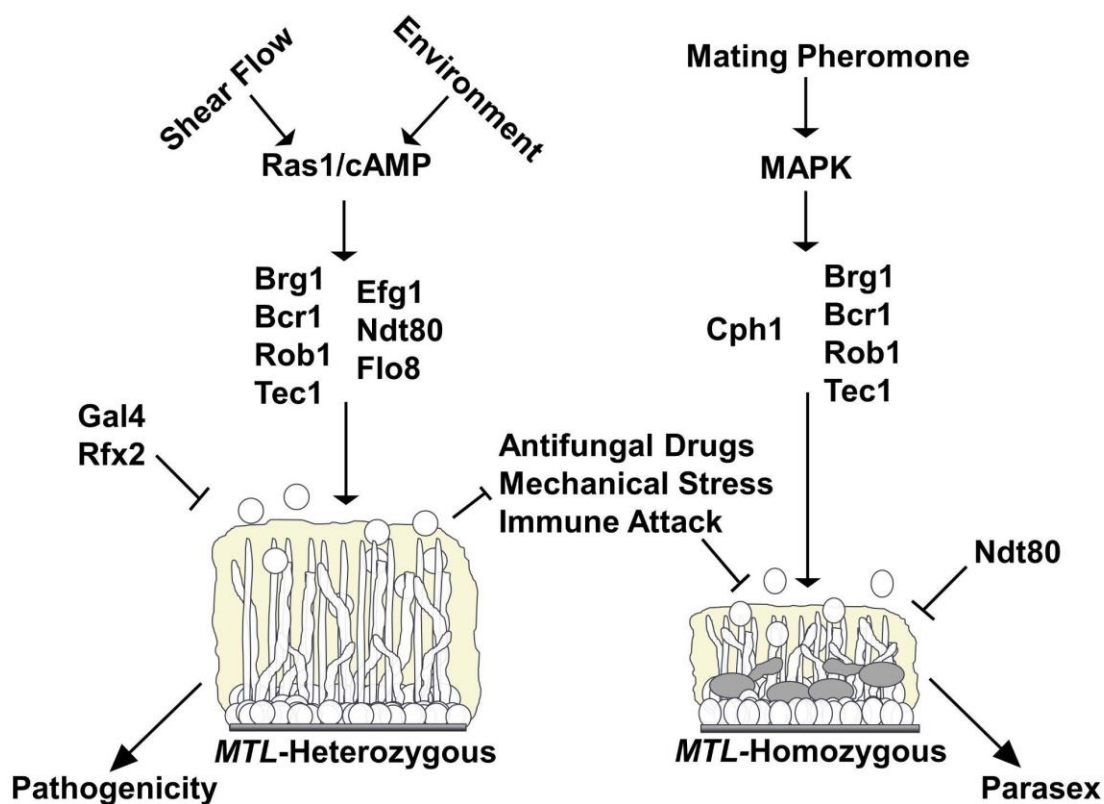 Shear Flow
Environment
Ras1/cAMP
Brg1
Bcr1
Rob1
Tec1
Efg1
Ndt80
Flo8
Gal4
Rfx2
MTL-Heterozygous
Pathogenicity
Antifungal Drugs
Mechanical Stress
Immune Attack
Mating Pheromone
MAPK
Cph1
Brg1
Bcr1
Rob1
Tec1
Ndt80
MTL-Homozygous
Parasex